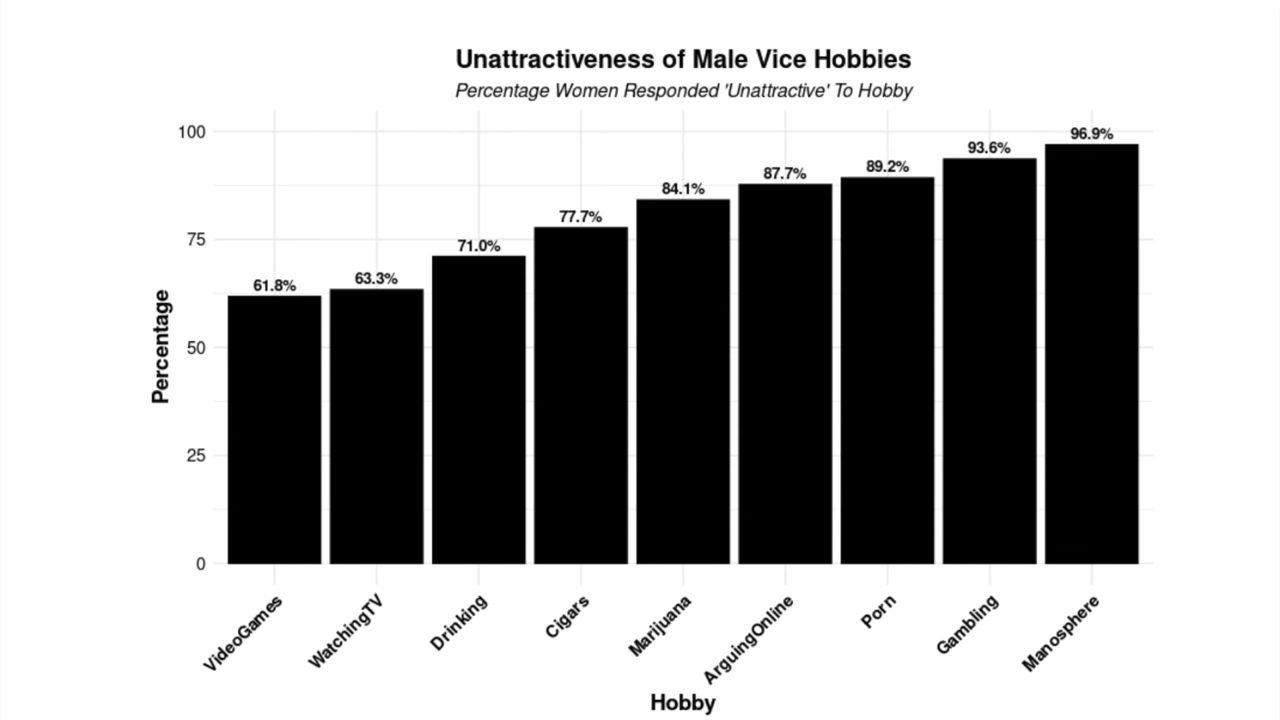 Unattractiveness of Male Vice Hobbies
Percentage Women Responded 'Unattractive' To Hobby
Percentage
100
75
50
25
0
61.8%
63.3%
71.0%
77.7%
84.1%
87.7%
89.2%
93.6%
96.9%
VideoGames
WatchingTV
Drinking
Cigars
Marijuana
ArguingOnline
Porn
Gambling
Manosphere
Hobby